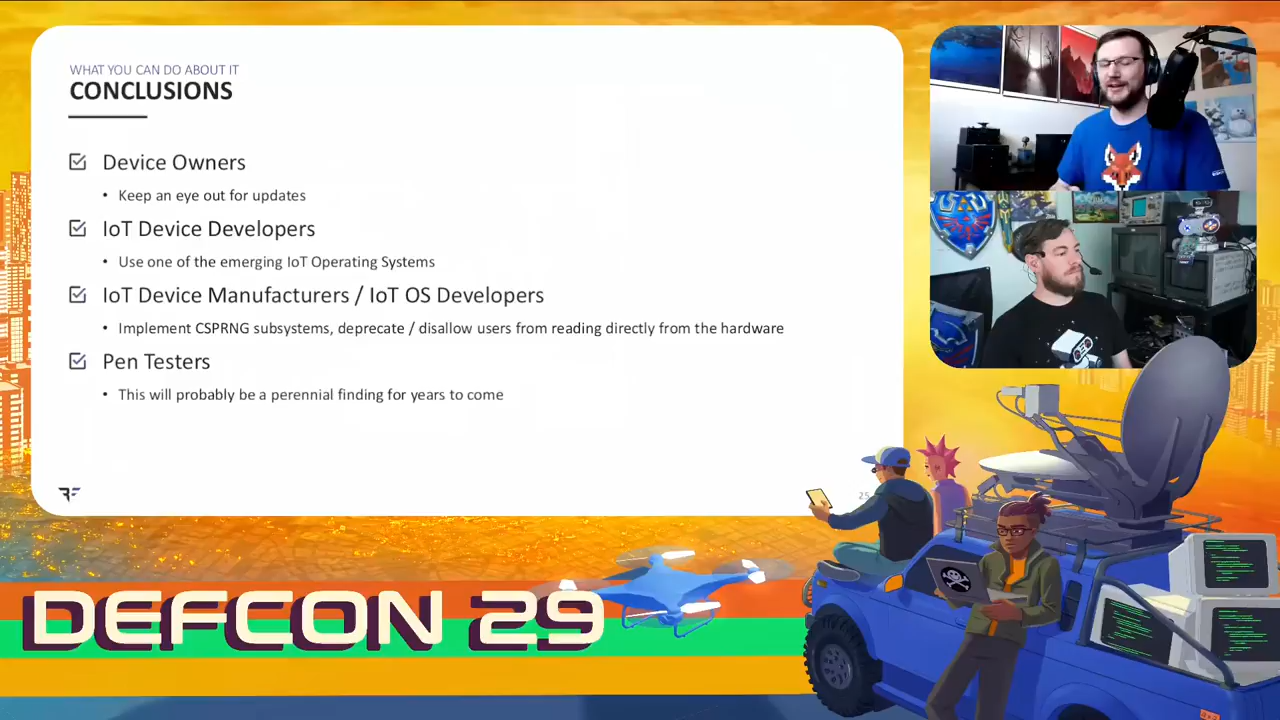 WHAT YOU CAN DO ABOUT IT
CONCLUSIONS
Device Owners
• Keep an eye out for updates
IoT Device Developers
• Use one of the emerging IoT Operating Systems
IoT Device Manufacturers / IoT OS Developers
• Implement CSPRNG subsystems, deprecate / disallow users from reading directly from the hardware
Pen Testers
• This will probably be a perennial finding for years to come
25
DEFCON 29